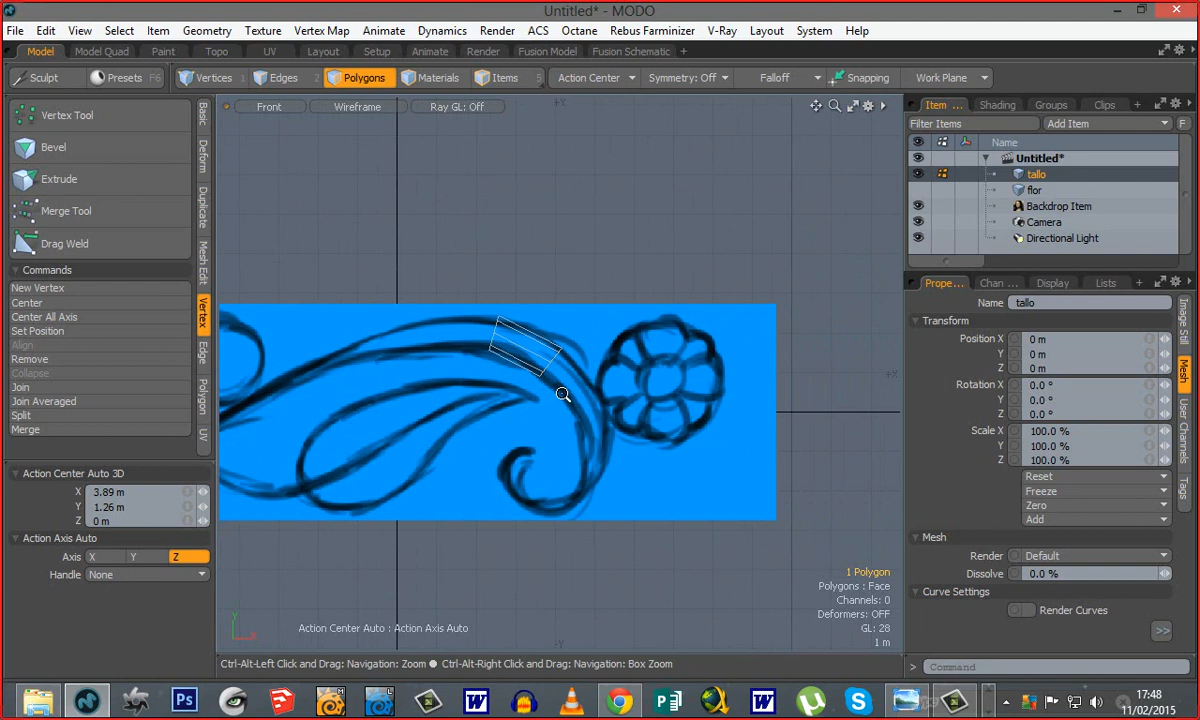 Untitled* - MODO
File Edit View Select Item Geometry Texture Vertex Map Animate Dynamics Render ACS Octane Rebus Farminizer V-Ray Layout System Help
Model Model Quad Paint Topo UV Layout Setup Animate Render Fusion Model Fusion Schematic +
Sculpt Presets F6 Vertices 1 Edges 2 Polygons Materials Items 5 Action Center Symmetry: Off Falloff Snapping Work Plane
Vertex Tool
Bevel
Extrude
Merge Tool
Drag Weld
Commands
New Vertex
Center
Center All Axis
Set Position
Align
Remove
Collapse
Join
Join Averaged
Split
Merge
Basic
Deform
Duplicate
Mesh Edit
Vertex
Edge
Polygon
UV
Action Center Auto 3D
X 3.89 m
Y 1.26 m
Z 0 m
Action Axis Auto
Axis X Y Z
Handle None
Front Wireframe Ray GL: Off
+Y
+X
-Y
1 Polygon
Polygons : Face
Channels: 0
Deformers: OFF
GL: 28
1 m
Action Center Auto : Action Axis Auto
Y
X
Ctrl-Alt-Left Click and Drag: Navigation: Zoom ● Ctrl-Alt-Right Click and Drag: Navigation: Box Zoom
Item ... Shading Groups Clips +
Filter Items Add Item F
Name
Untitled*
tallo
flor
Backdrop Item
Camera
Directional Light
Prope... Chan ... Display Lists +
Name tallo
Transform
Position X 0 m
Y 0 m
Z 0 m
Rotation X 0.0 °
Y 0.0 °
Z 0.0 °
Scale X 100.0 %
Y 100.0 %
Z 100.0 %
Reset
Freeze
Zero
Add
Mesh
Render Default
Dissolve 0.0 %
Curve Settings
Render Curves
>>
Image Still
Mesh
User Channels
Tags
> Command
17:48
11/02/2015